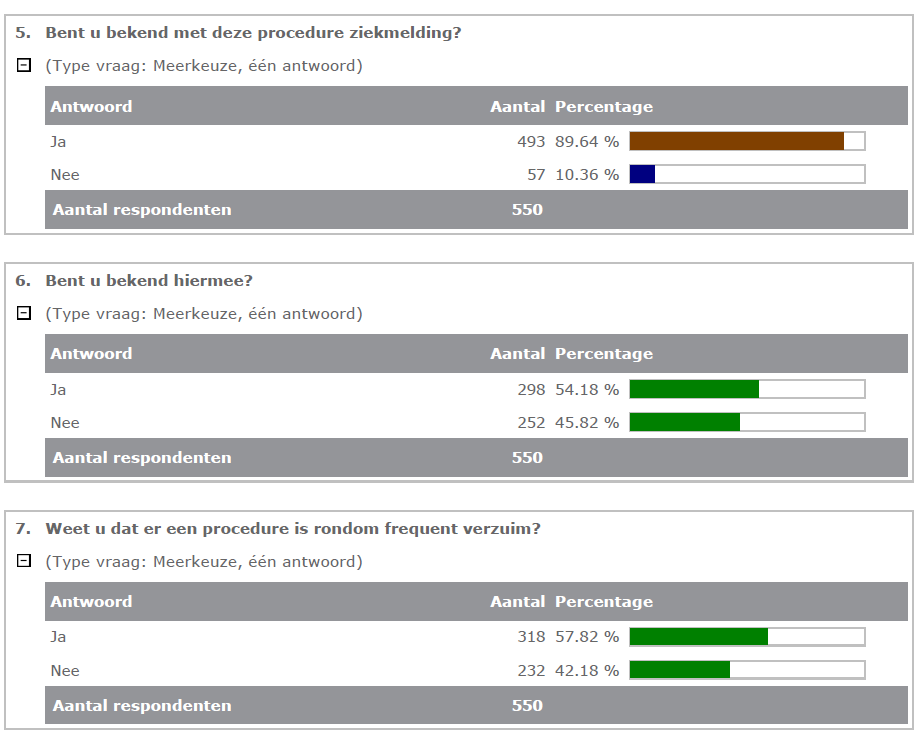 5. Bent u bekend met deze procedure ziekmelding?
(Type vraag: Meerkeuze, één antwoord)
Antwoord Aantal Percentage
Ja 493 89.64 %
Nee 57 10.36 %
Aantal respondenten 550
6. Bent u bekend hiermee?
(Type vraag: Meerkeuze, één antwoord)
Antwoord Aantal Percentage
Ja 298 54.18 %
Nee 252 45.82 %
Aantal respondenten 550
7. Weet u dat er een procedure is rondom frequent verzuim?
(Type vraag: Meerkeuze, één antwoord)
Antwoord Aantal Percentage
Ja 318 57.82 %
Nee 232 42.18 %
Aantal respondenten 550